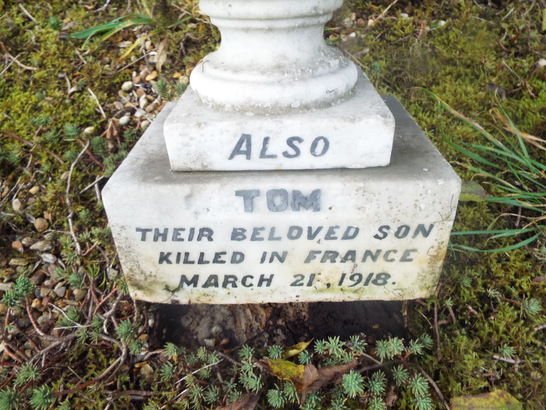 ALSO
TOM
THEIR BELOVED SON
KILLED IN FRANCE
MARCH 21, 1918.